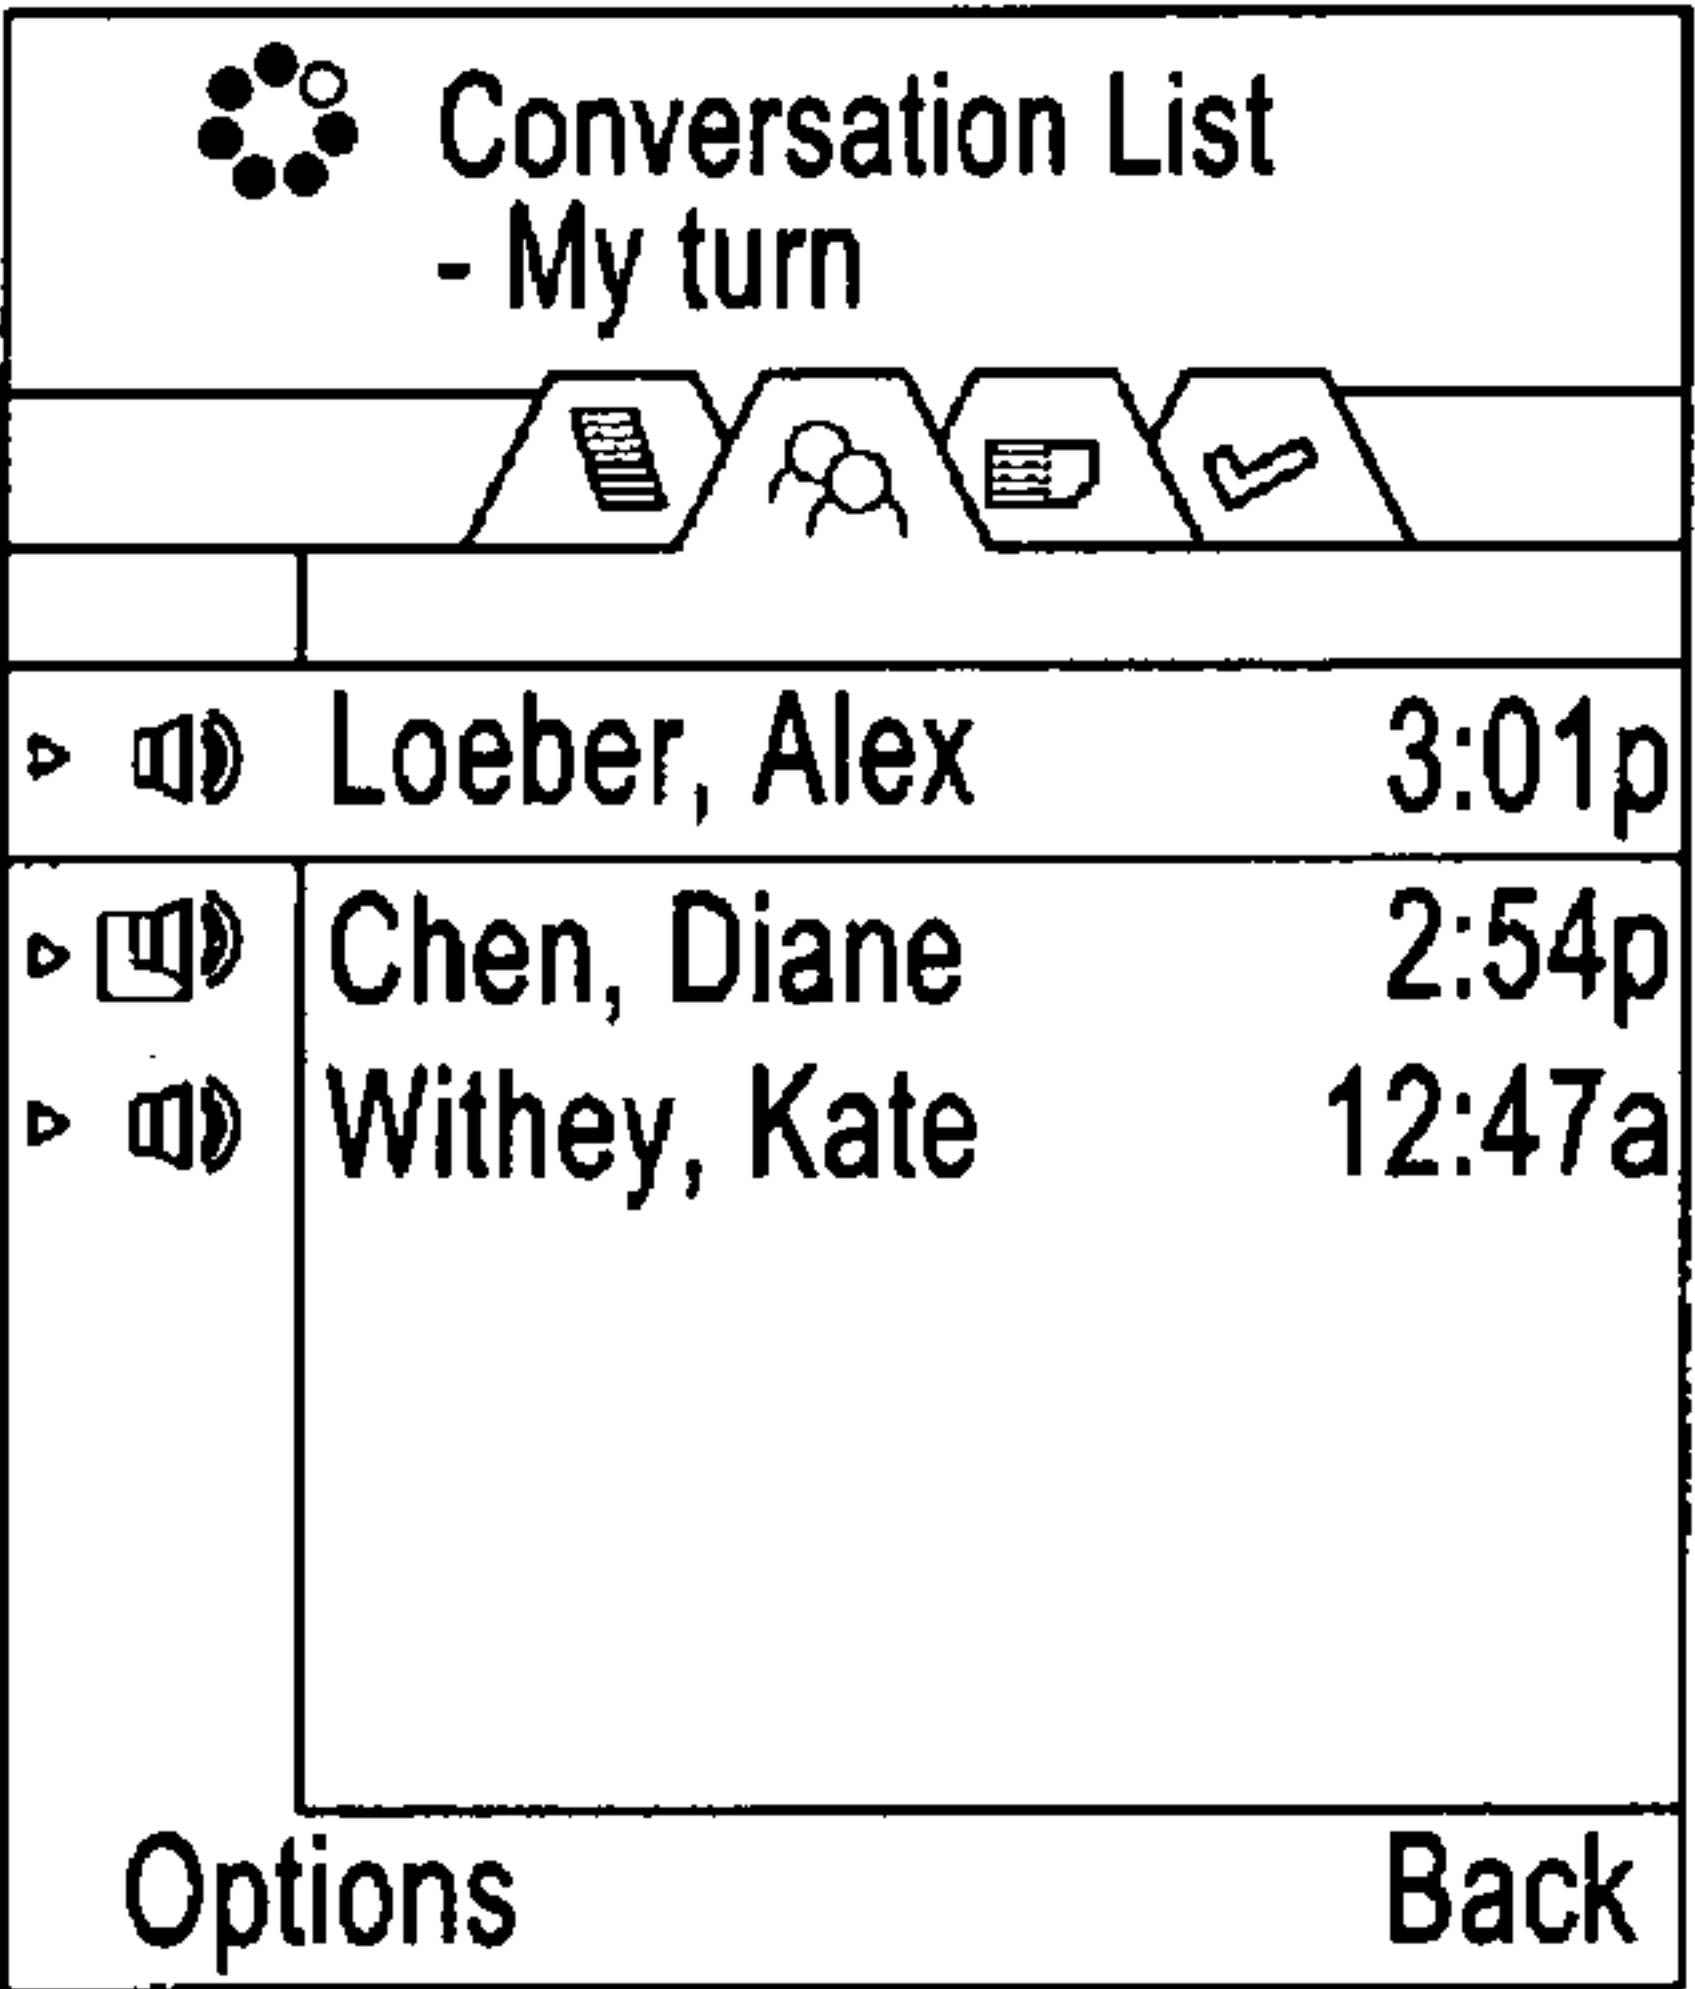 Conversation List
- My turn
Loeber, Alex 3:01p
Chen, Diane 2:54p
Withey, Kate 12:47a
Options Back